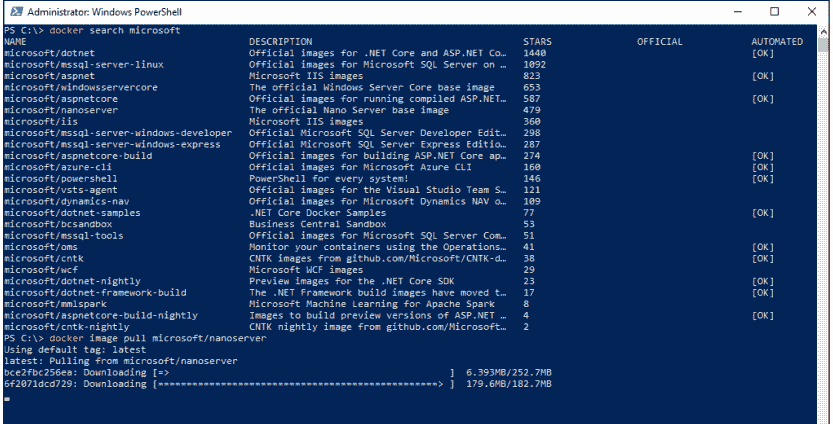 Administrator: Windows PowerShell
PS C:\> docker search microsoft
NAME DESCRIPTION STARS OFFICIAL AUTOMATED
microsoft/dotnet Official images for .NET Core and ASP.NET Co… 1440 [OK]
microsoft/mssql-server-linux Official images for Microsoft SQL Server on … 1092
microsoft/aspnet Microsoft IIS images 823 [OK]
microsoft/windowsservercore The official Windows Server Core base image 653
microsoft/aspnetcore Official images for running compiled ASP.NET… 587 [OK]
microsoft/nanoserver The official Nano Server base image 479
microsoft/iis Microsoft IIS images 360
microsoft/mssql-server-windows-developer Official Microsoft SQL Server Developer Edit… 298
microsoft/mssql-server-windows-express Official Microsoft SQL Server Express Editio… 287
microsoft/aspnetcore-build Official images for building ASP.NET Core ap… 274 [OK]
microsoft/azure-cli Official images for Microsoft Azure CLI 160 [OK]
microsoft/powershell PowerShell for every system! 146 [OK]
microsoft/vsts-agent Official images for the Visual Studio Team S… 121
microsoft/dynamics-nav Official images for Microsoft Dynamics NAV o… 109
microsoft/dotnet-samples .NET Core Docker Samples 77 [OK]
microsoft/bcsandbox Business Central Sandbox 53
microsoft/mssql-tools Official images for Microsoft SQL Server Com… 51
microsoft/oms Monitor your containers using the Operations… 41 [OK]
microsoft/cntk CNTK images from github.com/Microsoft/CNTK-d… 38 [OK]
microsoft/wcf Microsoft WCF images 29
microsoft/dotnet-nightly Preview images for the .NET Core SDK 23 [OK]
microsoft/dotnet-framework-build The .NET Framework build images have moved t… 17 [OK]
microsoft/mmlspark Microsoft Machine Learning for Apache Spark 8
microsoft/aspnetcore-build-nightly Images to build preview versions of ASP.NET … 4 [OK]
microsoft/cntk-nightly CNTK nightly image from github.com/Microsoft… 2
PS C:\> docker image pull microsoft/nanoserver
Using default tag: latest
latest: Pulling from microsoft/nanoserver
bce2fbc256ea: Downloading [=> ] 6.393MB/252.7MB
6f2071dcd729: Downloading [=================================================> ] 179.6MB/182.7MB